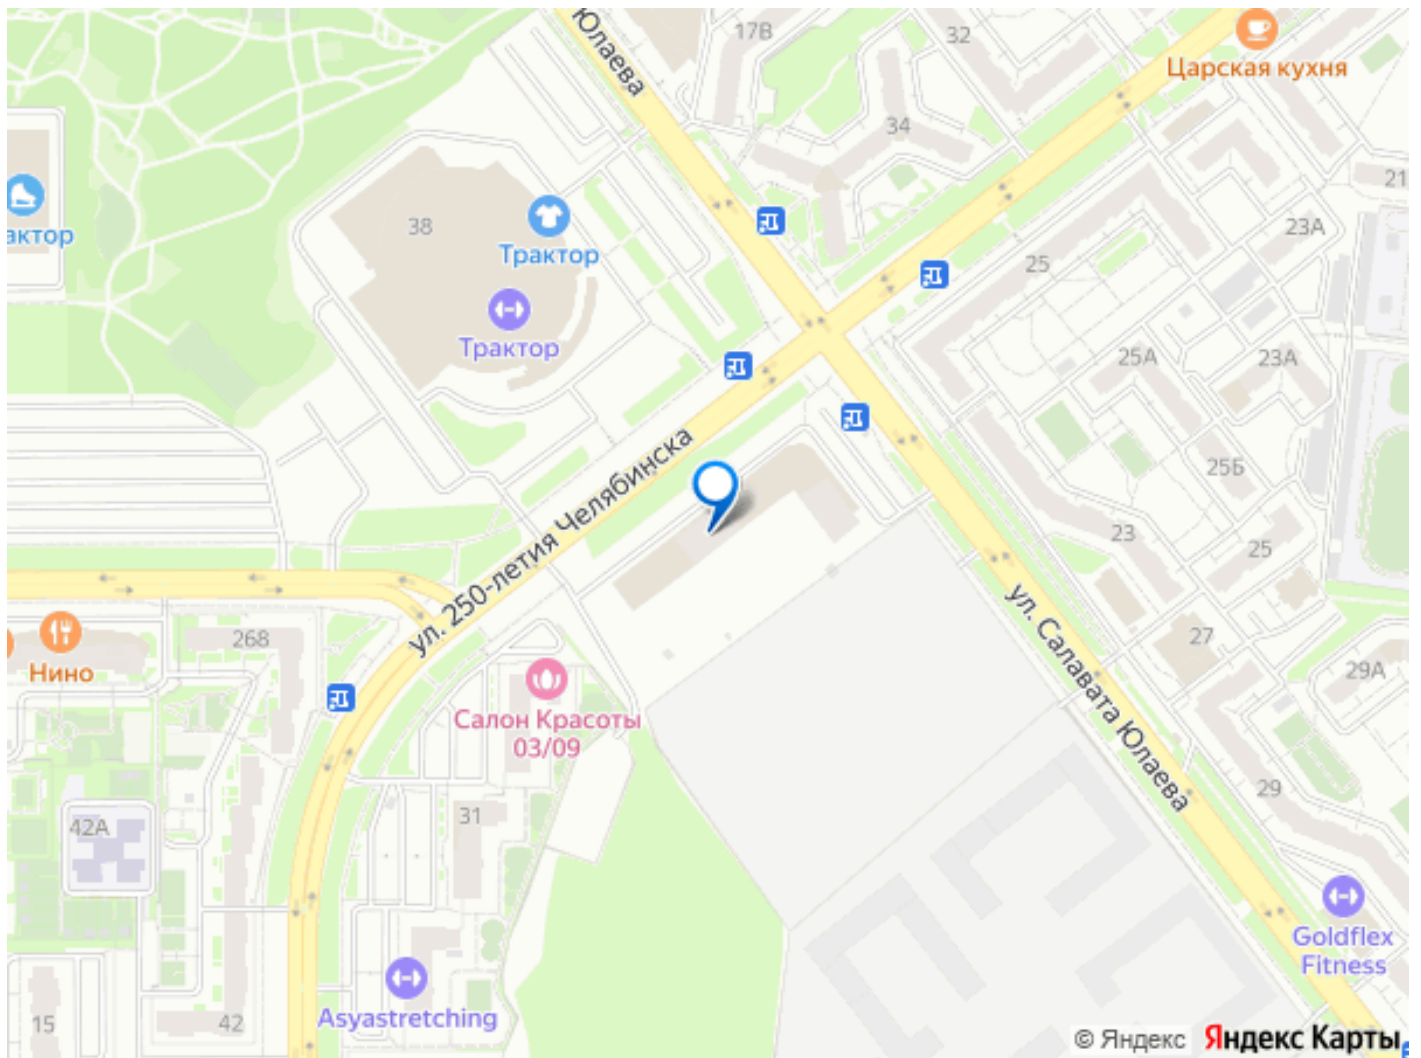 Юлаева
17В
32
Царская кухня
34
21
38
Трактор
актор
23А
25
Трактор
25А
23А
ул. 250-летия Челябинска
25Б
23
25
ул. Салавата Юлаева
27
268
Нино
29А
Салон Красоты
03/09
29
31
42А
Goldflex
Fitness
Asyastretching
15
42
© Яндекс Яндекс Карты